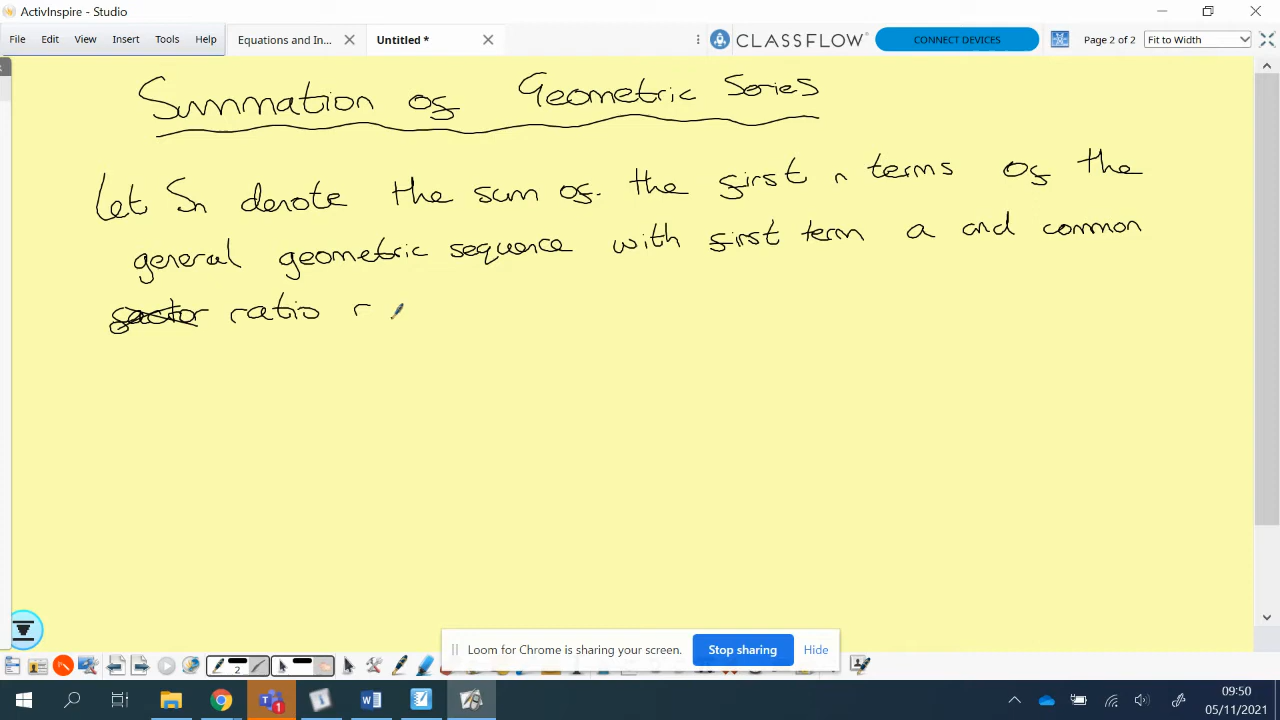 ActivInspire - Studio
File Edit View Insert Tools Help
Equations and In...
Untitled *
CLASSFLOW
CONNECT DEVICES
Page 2 of 2
Fit to Width
Summation of Geometric Series
Let Sn denote the sum of the first n terms of the
general geometric sequence with first term a and common
factor ratio r
2
Loom for Chrome is sharing your screen.
Stop sharing
Hide
1
09:50
05/11/2021